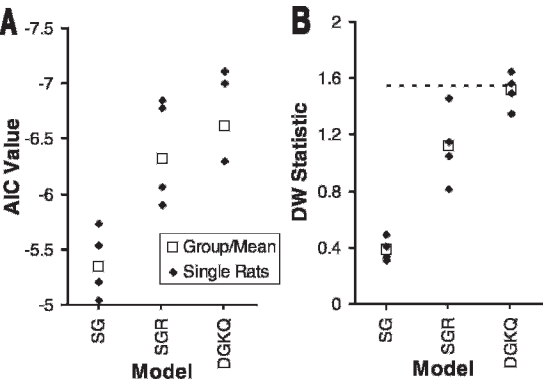 A
-7.5
-7
-6.5
-6
-5.5
-5
AIC Value
Group/Mean
Single Rats
SG
SGR
DGKQ
Model
B
2
1.6
1.2
0.8
0.4
0
DW Statistic
SG
SGR
DGKQ
Model